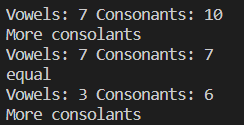 Vowels: 7 Consonants: 10
More consolants
Vowels: 7 Consonants: 7
equal
Vowels: 3 Consonants: 6
More consolants